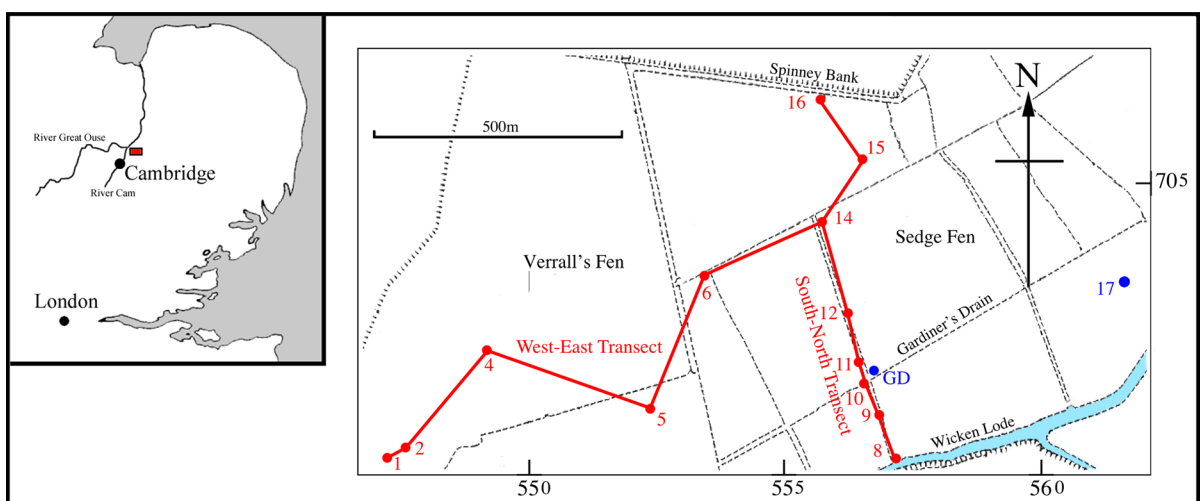 River Great Ouse
Cambridge
River Cam
London
Spinney Bank
16
500m
15
N
705
14
Sedge Fen
Verrall's Fen
6
17
12
South-North Transect
Gardiner's Drain
West-East Transect
4
11
GD
10
5
9
Wicken Lode
2
8
1
550
555
560